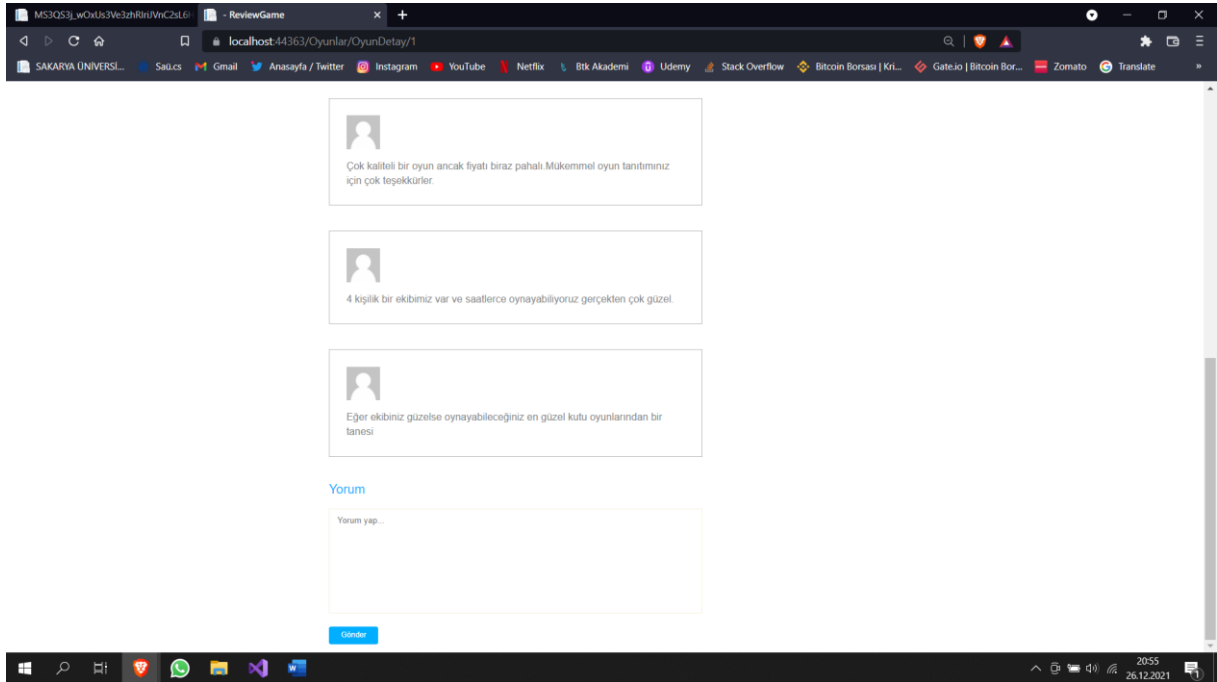 - ReviewGame
localhost:44363/Oyunlar/OyunDetay/1
SAKARYA ÜNİVERSİ... Saü.cs Gmail Anasayfa / Twitter Instagram YouTube Netflix Btk Akademi Udemy Stack Overflow Bitcoin Borsası | Kri... Gate.io | Bitcoin Bor... Zomato Translate »
Çok kaliteli bir oyun ancak fiyatı biraz pahalı.Mükemmel oyun tanıtımınız
için çok teşekkürler.
4 kişilik bir ekibimiz var ve saatlerce oynayabiliyoruz gerçekten çok güzel.
Eğer ekibiniz güzelse oynayabileceğiniz en güzel kutu oyunlarından bir
tanesi
Yorum
Yorum yap...
Gönder
20:55
26.12.2021